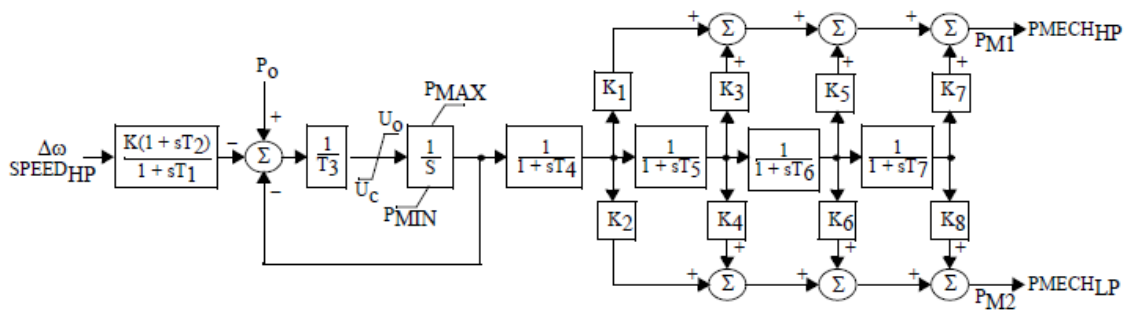 P_O
Δω
SPEED_HP
K(1 + sT_2)
1 + sT_1
+
−
Σ
−
1
T_3
U_o
U_c
P_MAX
1
S
P_MIN
1
1 + sT_4
K_1
K_2
1
1 + sT_5
K_3
K_4
1
1 + sT_6
K_5
K_6
1
1 + sT_7
K_7
K_8
+ Σ + Σ + Σ
+ + +
P_M1
PMECH_HP
+ + +
+ Σ + Σ + Σ
P_M2
PMECH_LP